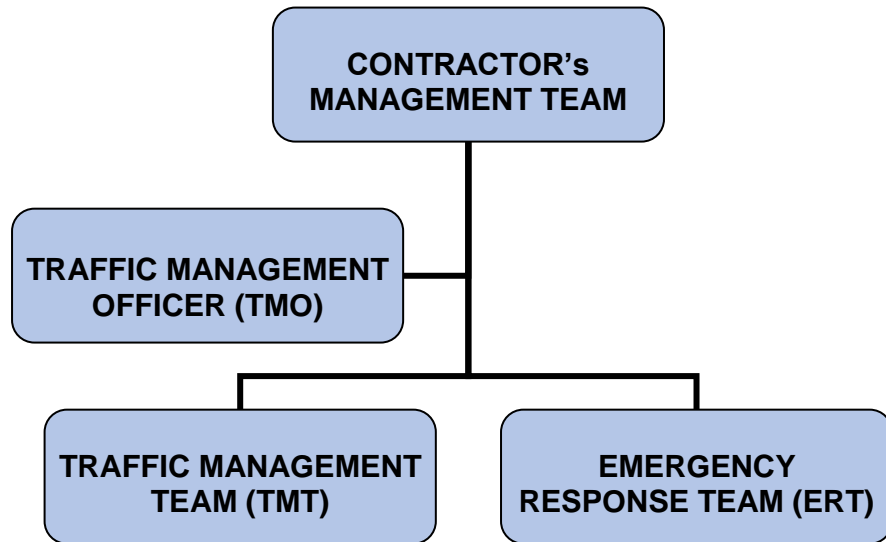 CONTRACTOR's
MANAGEMENT TEAM
TRAFFIC MANAGEMENT
OFFICER (TMO)
TRAFFIC MANAGEMENT
TEAM (TMT)
EMERGENCY
RESPONSE TEAM (ERT)